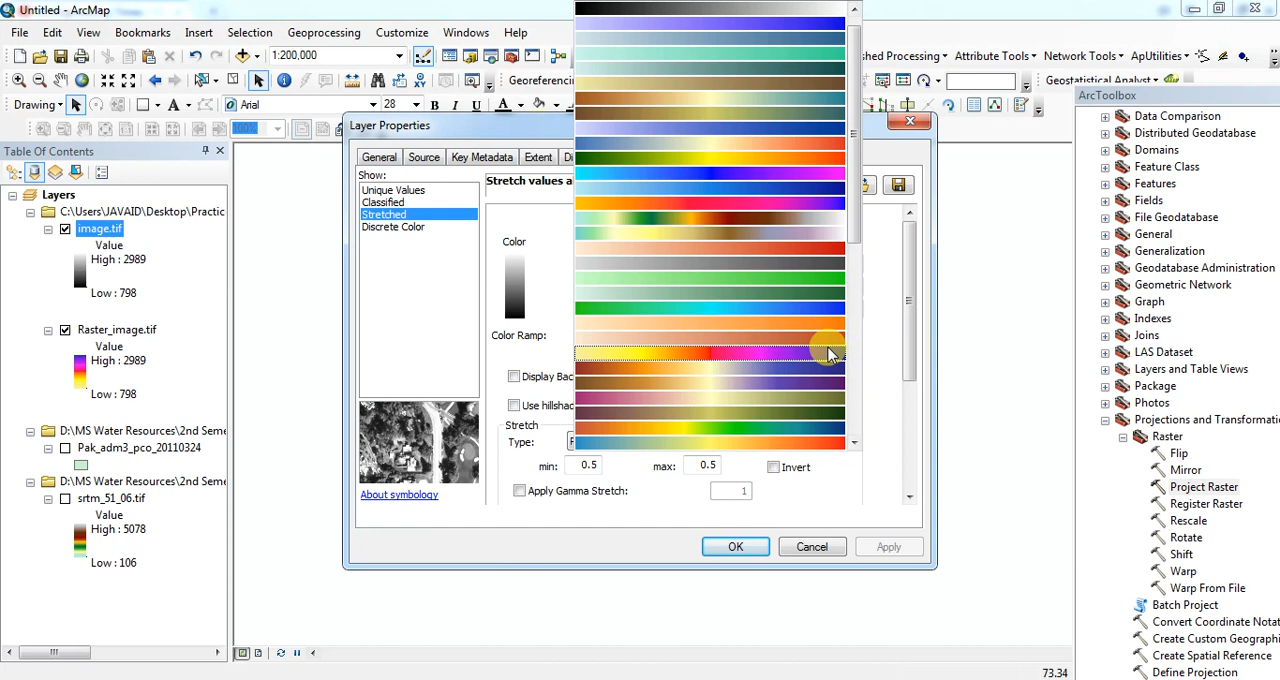 Untitled - ArcMap
File Edit View Bookmarks Insert Selection Geoprocessing Customize Windows Help
1:200,000
Processing Attribute Tools Network Tools ApUtilities
Georeferencing
Geostatistical Analyst
Drawing Arial 28 B I U A
100%
Table Of Contents
Layers
C:\Users\JAVAID\Desktop\Practic
image.tif
Value
High : 2989
Low : 798
Raster_image.tif
Value
High : 2989
Low : 798
D:\MS Water Resources\2nd Seme
Pak_adm3_pco_20110324
D:\MS Water Resources\2nd Seme
srtm_51_06.tif
Value
High : 5078
Low : 106
Layer Properties
General Source Key Metadata Extent Di
Show:
Unique Values
Classified
Stretched
Discrete Color
About symbology
Stretch values a
Color
Color Ramp:
Display Bac
Use hillshad
Stretch
Type:
min: 0.5 max: 0.5 Invert
Apply Gamma Stretch: 1
OK Cancel Apply
ArcToolbox
Data Comparison
Distributed Geodatabase
Domains
Feature Class
Features
Fields
File Geodatabase
General
Generalization
Geodatabase Administration
Geometric Network
Graph
Indexes
Joins
LAS Dataset
Layers and Table Views
Package
Photos
Projections and Transformatio
Raster
Flip
Mirror
Project Raster
Register Raster
Rescale
Rotate
Shift
Warp
Warp From File
Batch Project
Convert Coordinate Notat
Create Custom Geographi
Create Spatial Reference
Define Projection
73.34